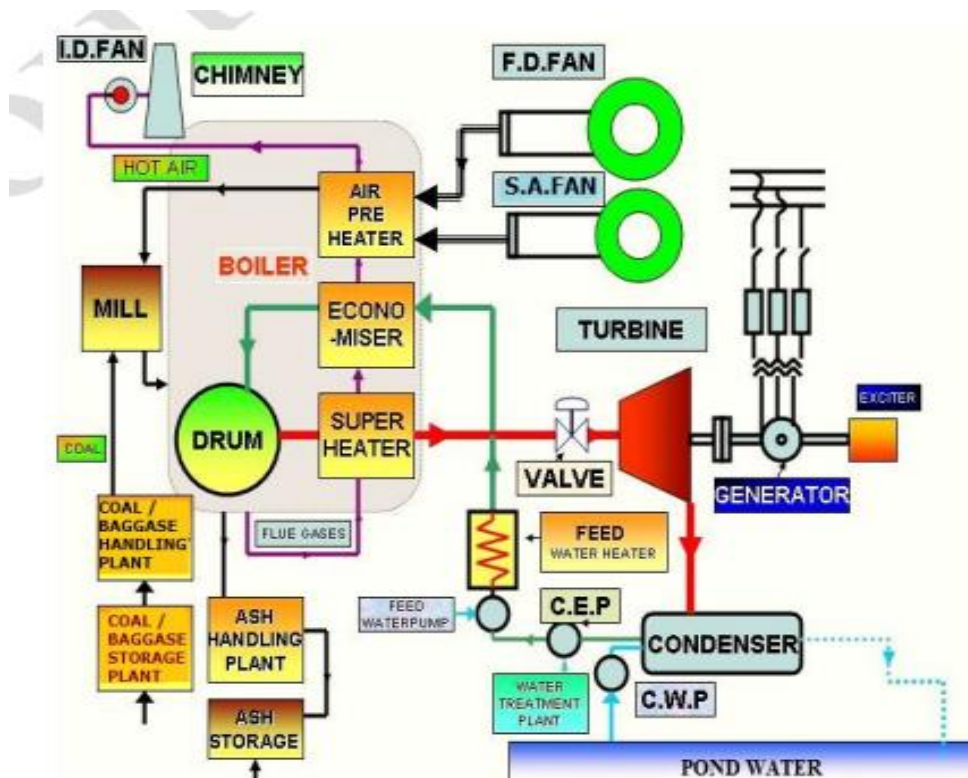 I.D.FAN
CHIMNEY
F.D.FAN
HOT AIR
S.A.FAN
AIR
PRE
HEATER
BOILER
MILL
ECONO
-MISER
TURBINE
DRUM
SUPER
HEATER
EXCITER
COAL
VALVE
GENERATOR
COAL /
BAGGASE
HANDLING
PLANT
FLUE GASES
FEED
WATER HEATER
FEED
WATERPUMP
C.E.P
COAL /
BAGGASE
STORAGE
PLANT
ASH
HANDLING
PLANT
CONDENSER
WATER
TREATMENT
PLANT
C.W.P
ASH
STORAGE
POND WATER